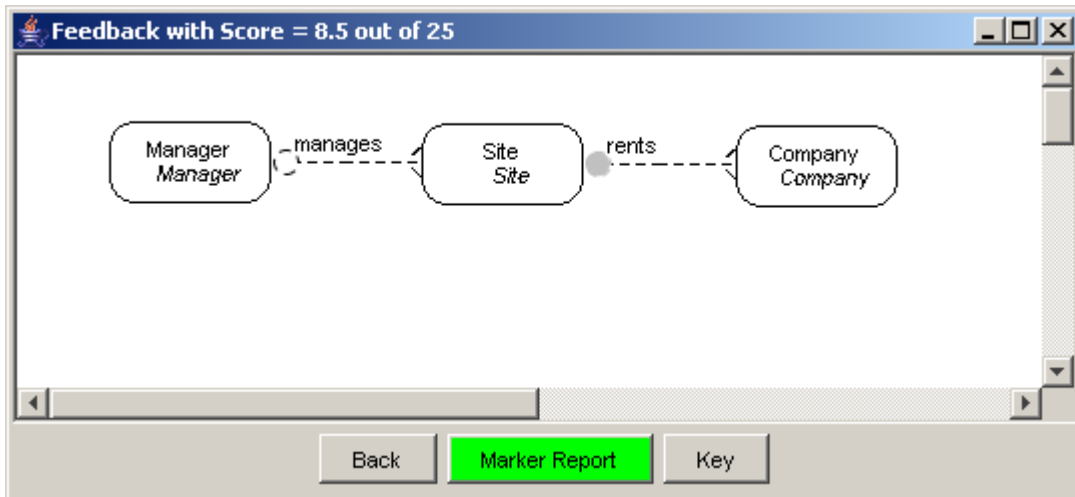 Feedback with Score = 8.5 out of 25
Manager
Manager
manages
Site
Site
rents
Company
Company
Back
Marker Report
Key